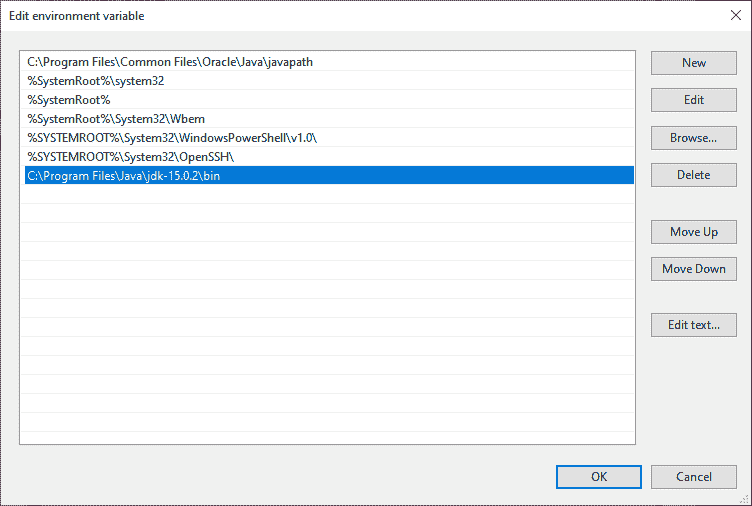 Edit environment variable
C:\Program Files\Common Files\Oracle\Java\javapath
%SystemRoot%\system32
%SystemRoot%
%SystemRoot%\System32\Wbem
%SYSTEMROOT%\System32\WindowsPowerShell\v1.0\
%SYSTEMROOT%\System32\OpenSSH\
C:\Program Files\Java\jdk-15.0.2\bin
New
Edit
Browse...
Delete
Move Up
Move Down
Edit text...
OK
Cancel